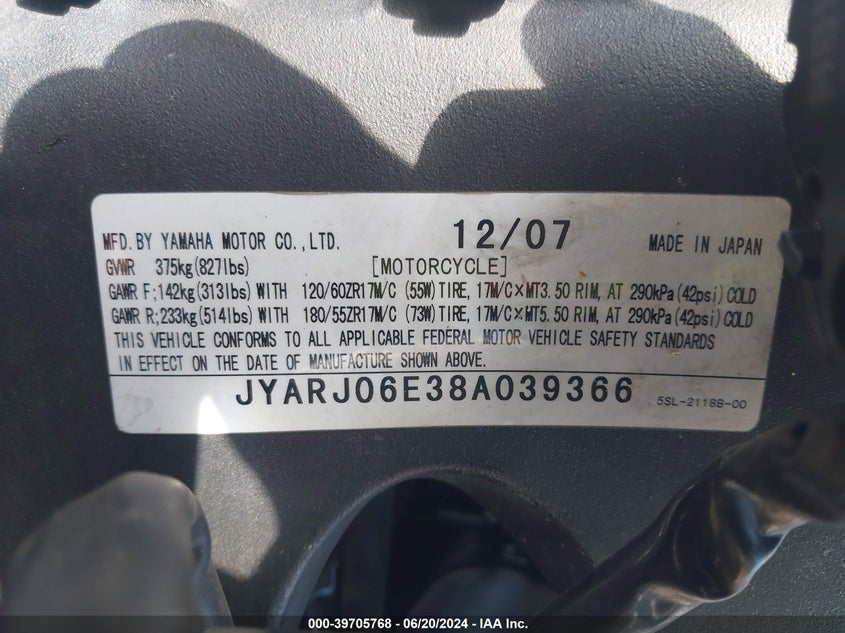 MFD. BY YAMAHA MOTOR CO., LTD. 12/07 MADE IN JAPAN
GVWR 375kg(827lbs) [MOTORCYCLE]
GAWR F;142kg(313lbs) WITH 120/60ZR17M/C (55W) TIRE, 17M/C×MT3.50 RIM, AT 290kPa(42psi) COLD
GAWR R;233kg(514lbs) WITH 180/55ZR17M/C (73W) TIRE, 17M/C×MT5.50 RIM, AT 290kPa(42psi) COLD
THIS VEHICLE CONFORMS TO ALL APPLICABLE FEDERAL MOTOR VEHICLE SAFETY STANDARDS
IN EFFECT ON THE DATE OF MANUFACTURE SHOWN ABOVE.
JYARJ06E38A039366 5SL-2118B-00
000-39705768 - 06/20/2024 - IAA Inc.